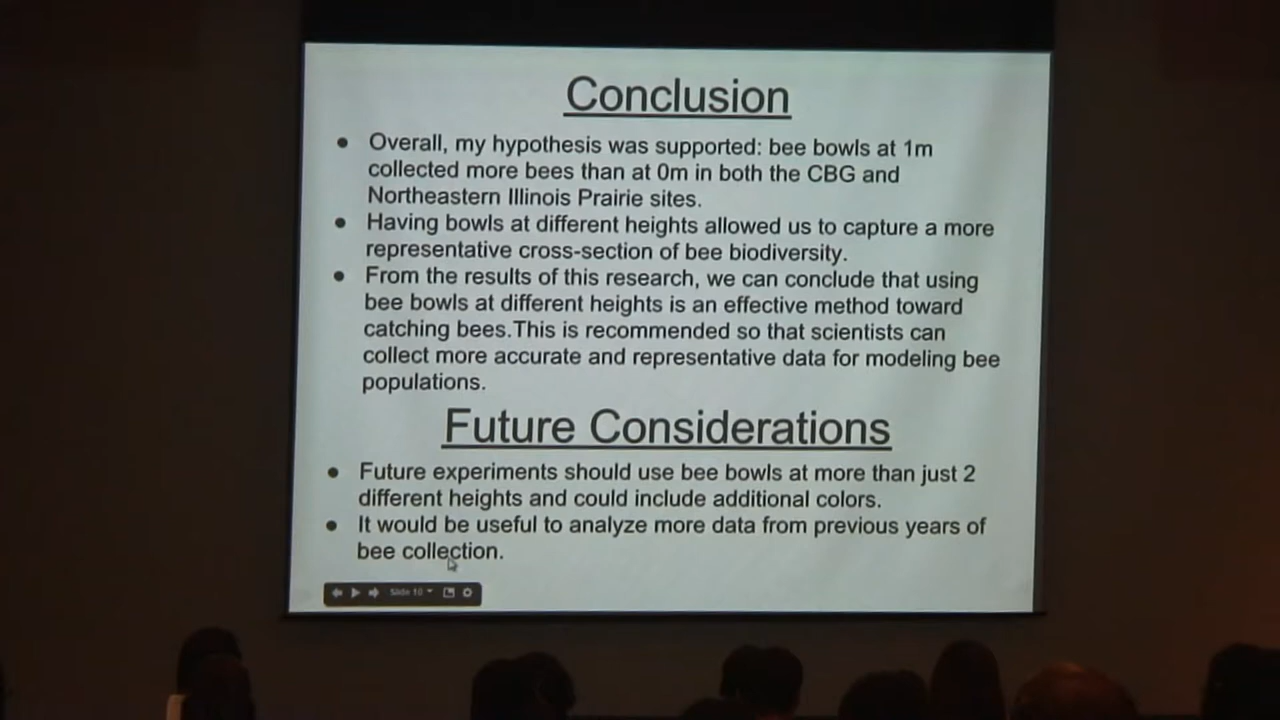 Conclusion
● Overall, my hypothesis was supported: bee bowls at 1m
collected more bees than at 0m in both the CBG and
Northeastern Illinois Prairie sites.
● Having bowls at different heights allowed us to capture a more
representative cross-section of bee biodiversity.
● From the results of this research, we can conclude that using
bee bowls at different heights is an effective method toward
catching bees.This is recommended so that scientists can
collect more accurate and representative data for modeling bee
populations.
Future Considerations
● Future experiments should use bee bowls at more than just 2
different heights and could include additional colors.
● It would be useful to analyze more data from previous years of
bee collection.
Slide 10